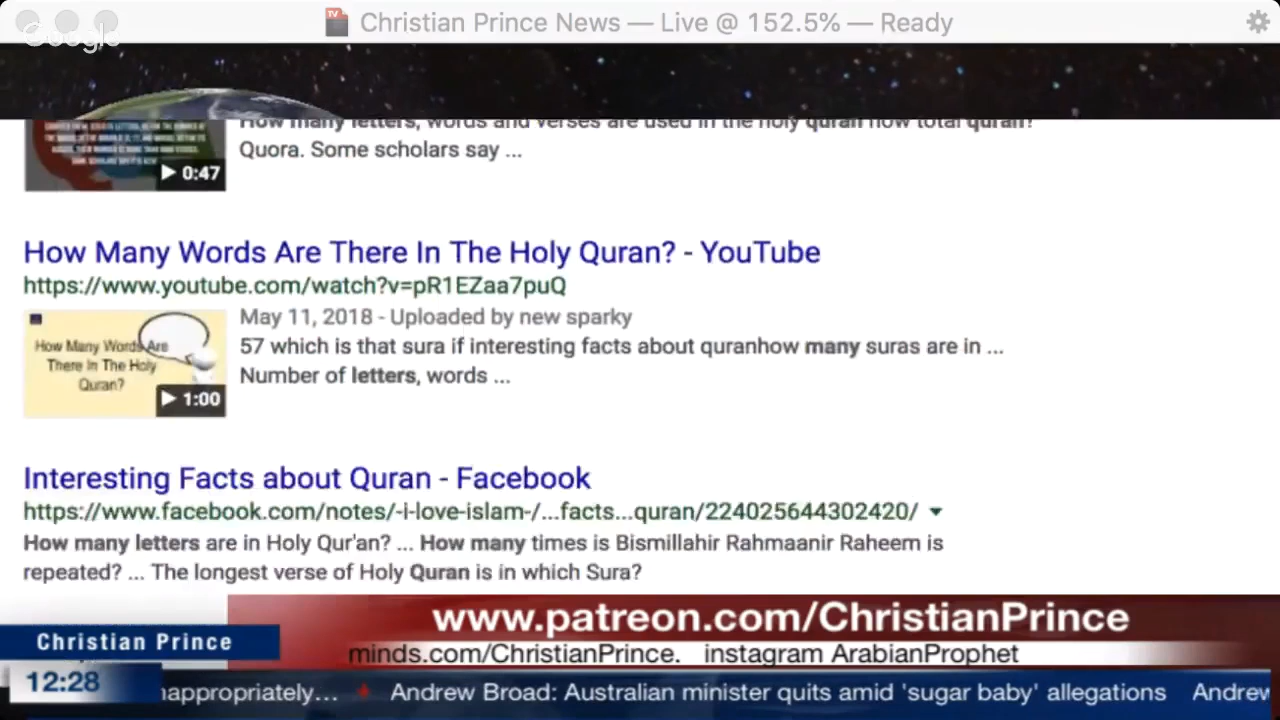 Christian Prince News — Live @ 152.5% — Ready
Google
How many letters, words and verses are used in the holy quran how total quran?
Quora. Some scholars say ...
0:47
How Many Words Are There In The Holy Quran? - YouTube
https://www.youtube.com/watch?v=pR1EZaa7puQ
May 11, 2018 - Uploaded by new sparky
57 which is that sura if interesting facts about quranhow many suras are in ...
Number of letters, words ...
How Many Words Are
There In The Holy
Quran?
1:00
Interesting Facts about Quran - Facebook
https://www.facebook.com/notes/-i-love-islam-/...facts...quran/224025644302420/
How many letters are in Holy Qur'an? ... How many times is Bismillahir Rahmaanir Raheem is
repeated? ... The longest verse of Holy Quran is in which Sura?
www.patreon.com/ChristianPrince
Christian Prince
minds.com/ChristianPrince. instagram ArabianProphet
12:28
nappropriately... Andrew Broad: Australian minister quits amid 'sugar baby' allegations Andrew